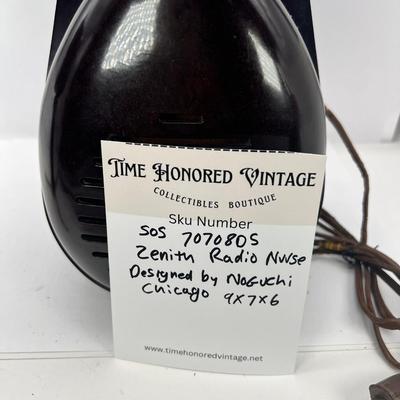 TIME HONORED VINTAGE
COLLECTIBLES BOUTIQUE
Sku Number
SOS 707080S
Zenith Radio Nurse
Designed by Noguchi
Chicago 9x7x6
www.timehonoredvintage.net